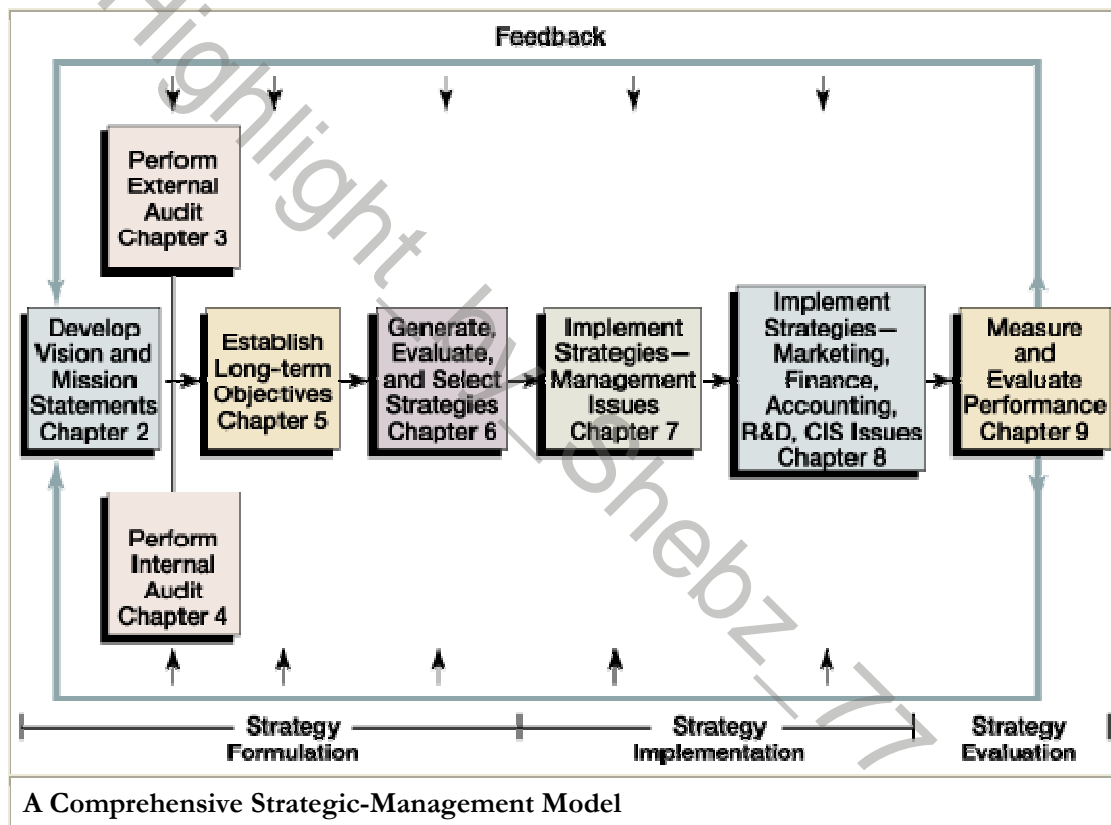 Feedback
Perform
External
Audit
Chapter 3
Develop
Vision and
Mission
Statements
Chapter 2
Establish
Long-term
Objectives
Chapter 5
Generate,
Evaluate,
and Select
Strategies
Chapter 6
Implement
Strategies—
Management
Issues
Chapter 7
Implement
Strategies—
Marketing,
Finance,
Accounting,
R&D, CIS Issues
Chapter 8
Measure
and
Evaluate
Performance
Chapter 9
Perform
Internal
Audit
Chapter 4
Strategy
Formulation
Strategy
Implementation
Strategy
Evaluation
A Comprehensive Strategic-Management Model
Highlight_by_Shebz_77